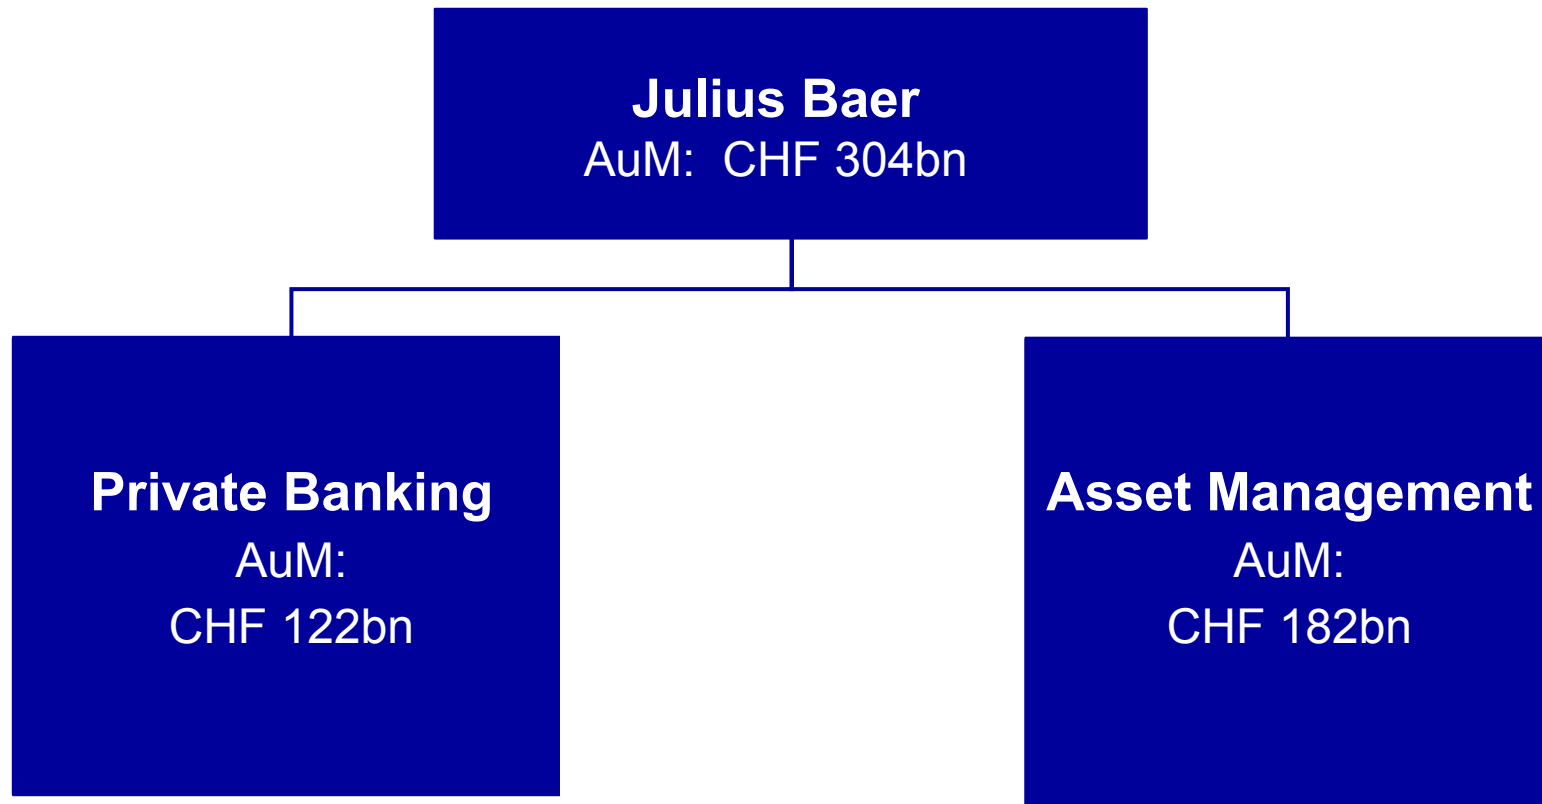 Julius Baer
AuM:  CHF 304bn
Private Banking
AuM:
CHF 122bn
Asset Management
AuM:
CHF 182bn